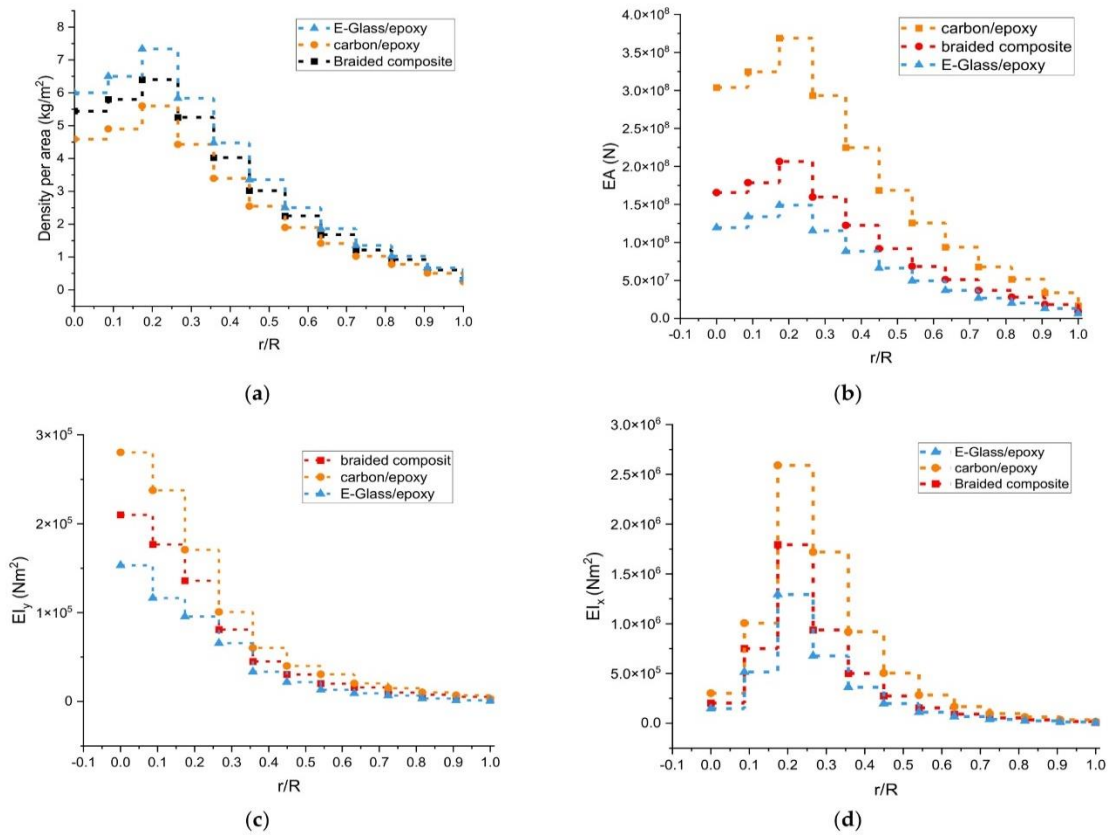 (a)
8
7
6
5
4
3
2
1
0
Density per area (kg/m²)
E-Glass/epoxy
carbon/epoxy
Braided composite
0.0 0.1 0.2 0.3 0.4 0.5 0.6 0.7 0.8 0.9 1.0
r/R
(a)
4.0×10⁸
3.5×10⁸
3.0×10⁸
2.5×10⁸
2.0×10⁸
1.5×10⁸
1.0×10⁸
5.0×10⁷
0.0
EA (N)
carbon/epoxy
braided composite
E-Glass/epoxy
-0.1 0.0 0.1 0.2 0.3 0.4 0.5 0.6 0.7 0.8 0.9 1.0
r/R
(b)
3×10⁵
2×10⁵
1×10⁵
0
EIy (Nm²)
braided composit
carbon/epoxy
E-Glass/epoxy
-0.1 0.0 0.1 0.2 0.3 0.4 0.5 0.6 0.7 0.8 0.9 1.0
r/R
(c)
3.0×10⁶
2.5×10⁶
2.0×10⁶
1.5×10⁶
1.0×10⁶
5.0×10⁵
0.0
EIx (Nm²)
E-Glass/epoxy
carbon/epoxy
Braided composite
-0.1 0.0 0.1 0.2 0.3 0.4 0.5 0.6 0.7 0.8 0.9 1.0
r/R
(d)